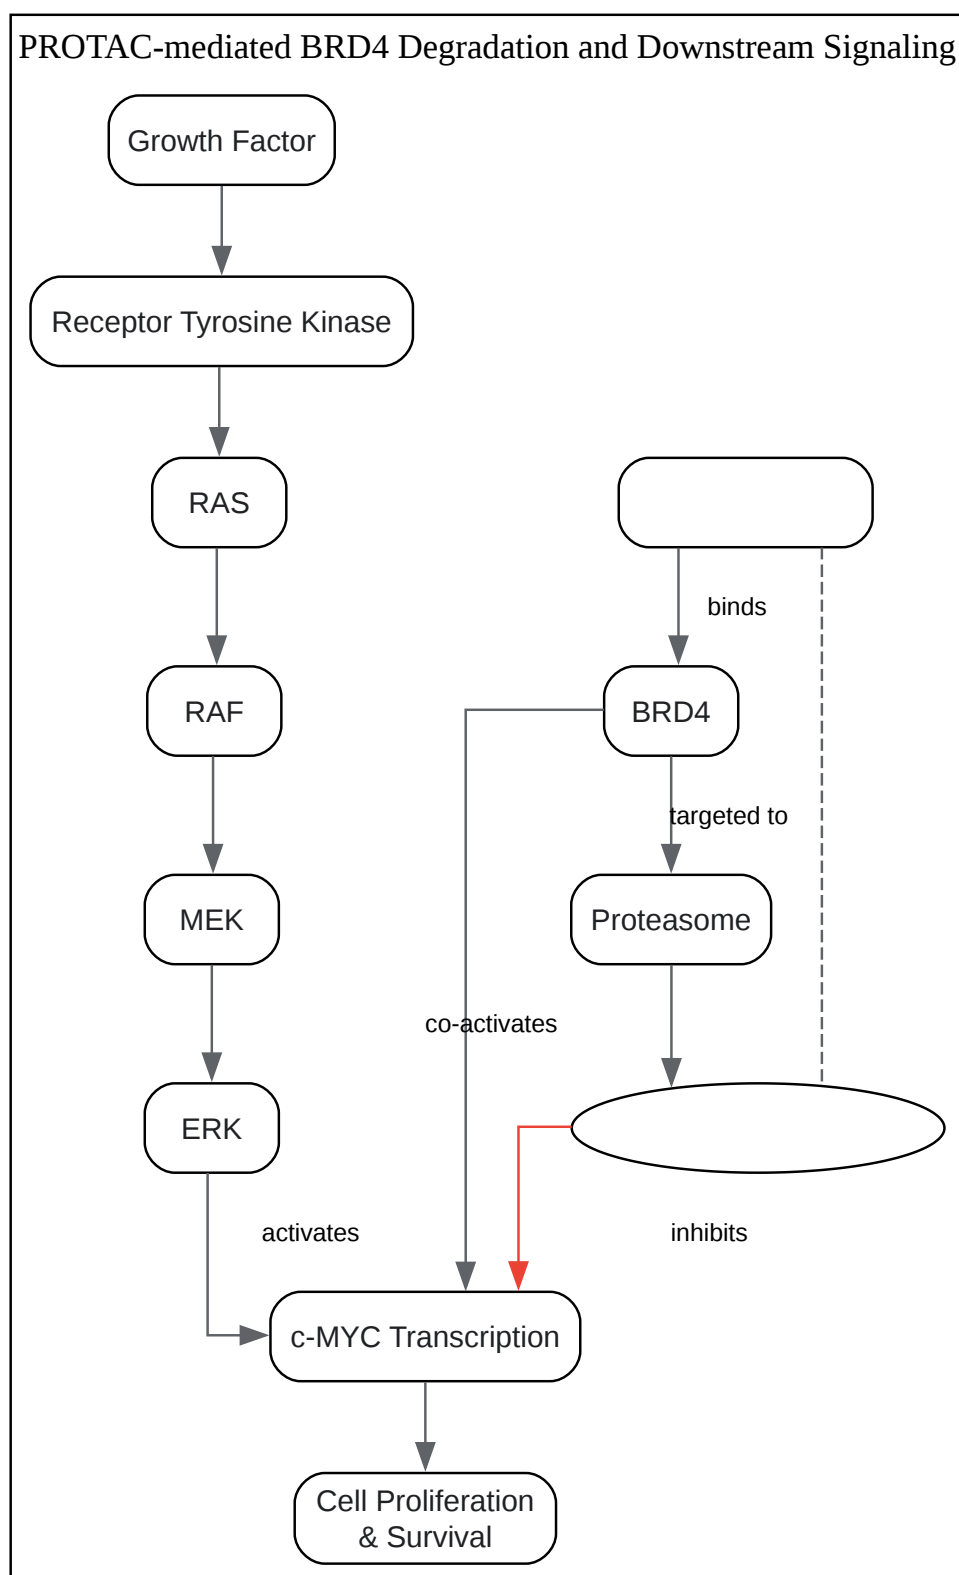 PROTAC-mediated BRD4 Degradation and Downstream Signaling
Growth Factor
Receptor Tyrosine Kinase
RAS
binds
RAF
BRD4
targeted to
MEK
Proteasome
co-activates
ERK
activates
inhibits
c-MYC Transcription
Cell Proliferation
& Survival